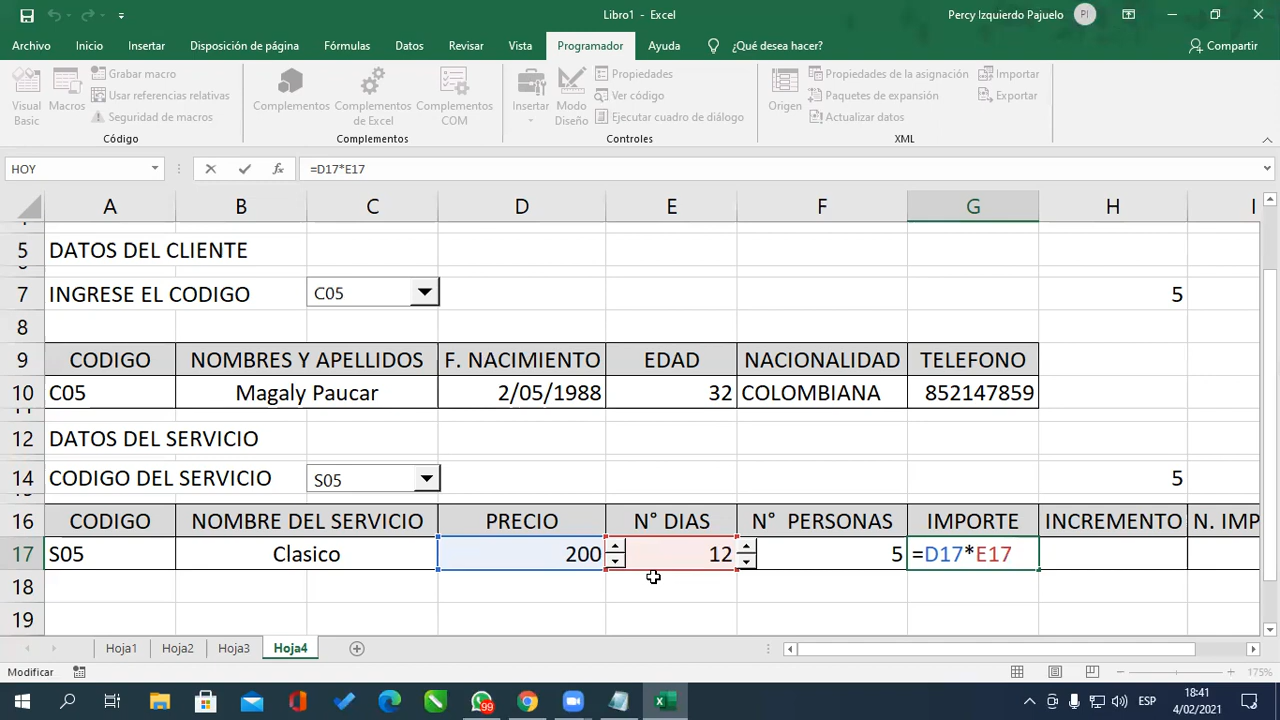 Libro1 - Excel
Percy Izquierdo Pajuelo PI
Archivo Inicio Insertar Disposición de página Fórmulas Datos Revisar Vista Programador Ayuda ¿Qué desea hacer? Compartir
Visual Basic
Macros
Grabar macro
Usar referencias relativas
Seguridad de macros
Código
Complementos
Complementos de Excel
Complementos COM
Complementos
Insertar
Modo Diseño
Propiedades
Ver código
Ejecutar cuadro de diálogo
Controles
Origen
Propiedades de la asignación
Paquetes de expansión
Actualizar datos
Importar
Exportar
XML
HOY fx =D17*E17
A B C D E F G H I
5 DATOS DEL CLIENTE
7 INGRESE EL CODIGO C05 5
8
9 CODIGO NOMBRES Y APELLIDOS F. NACIMIENTO EDAD NACIONALIDAD TELEFONO
10 C05 Magaly Paucar 2/05/1988 32 COLOMBIANA 852147859
12 DATOS DEL SERVICIO
14 CODIGO DEL SERVICIO S05 5
16 CODIGO NOMBRE DEL SERVICIO PRECIO N° DIAS N° PERSONAS IMPORTE INCREMENTO N. IMP
17 S05 Clasico 200 12 5 =D17*E17
18
19
Hoja1 Hoja2 Hoja3 Hoja4
Modificar 175%
99
ESP
18:41
4/02/2021